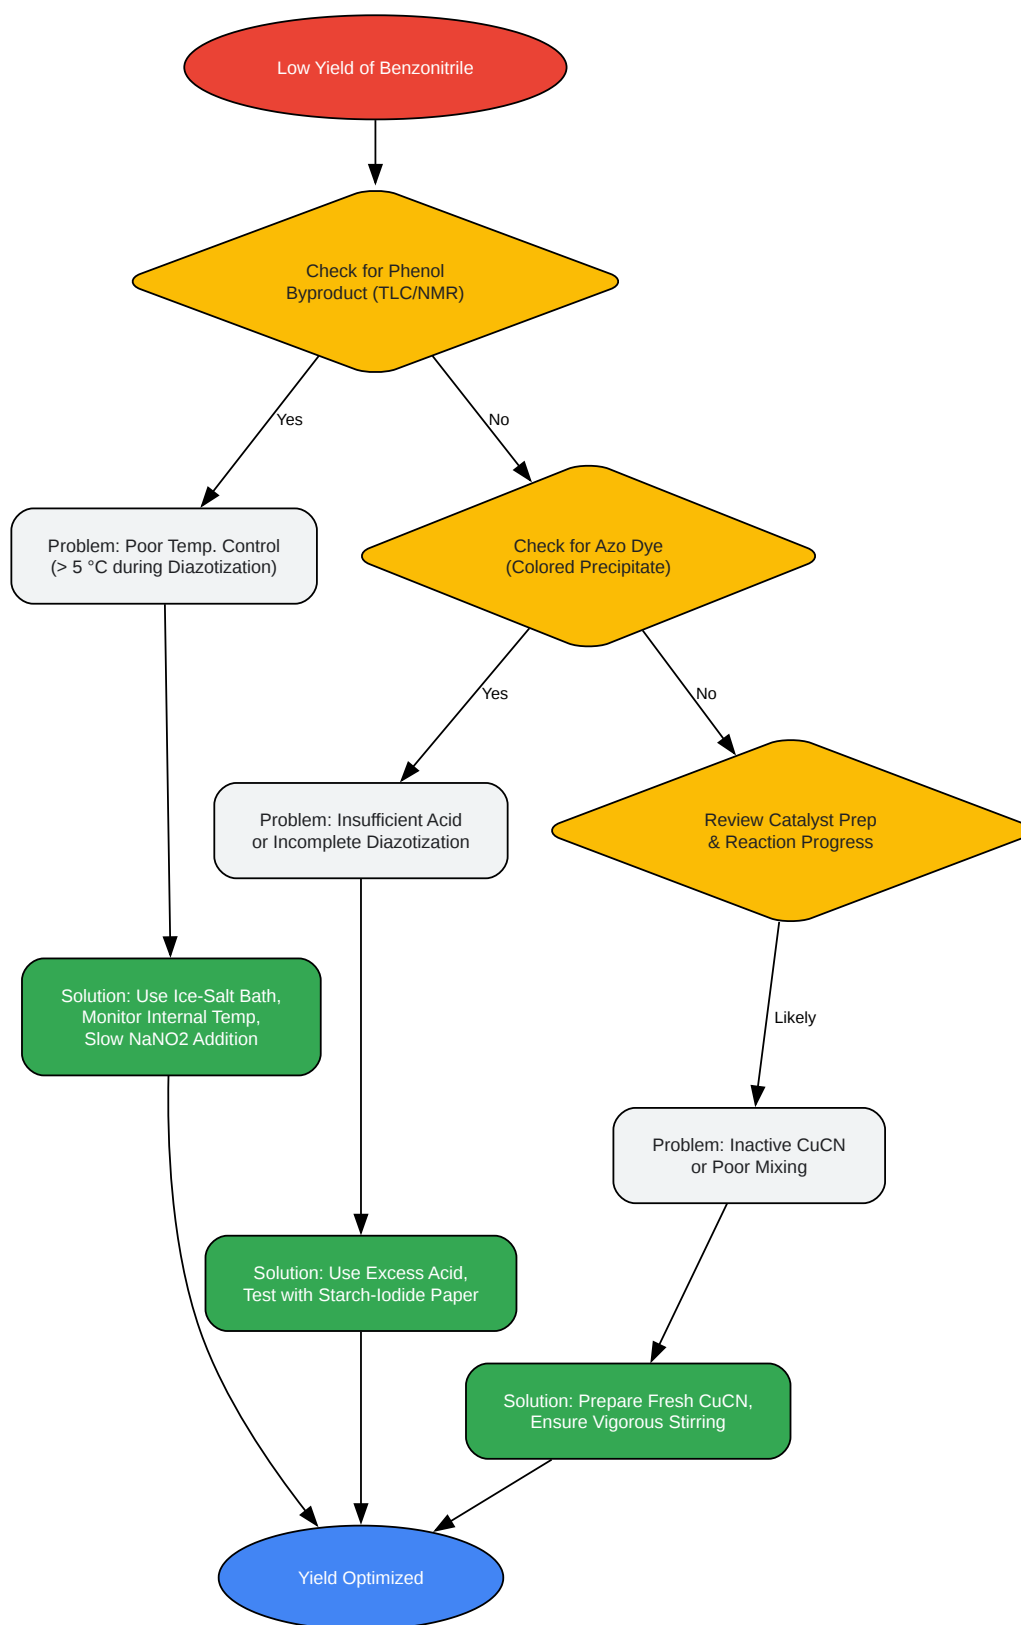 Low Yield of Benzonitrile
Check for Phenol
Byproduct (TLC/NMR)
Yes
No
Problem: Poor Temp. Control
(> 5 °C during Diazotization)
Check for Azo Dye
(Colored Precipitate)
Yes
No
Problem: Insufficient Acid
or Incomplete Diazotization
Review Catalyst Prep
& Reaction Progress
Solution: Use Ice-Salt Bath,
Monitor Internal Temp,
Slow NaNO2 Addition
Likely
Problem: Inactive CuCN
or Poor Mixing
Solution: Use Excess Acid,
Test with Starch-Iodide Paper
Solution: Prepare Fresh CuCN,
Ensure Vigorous Stirring
Yield Optimized